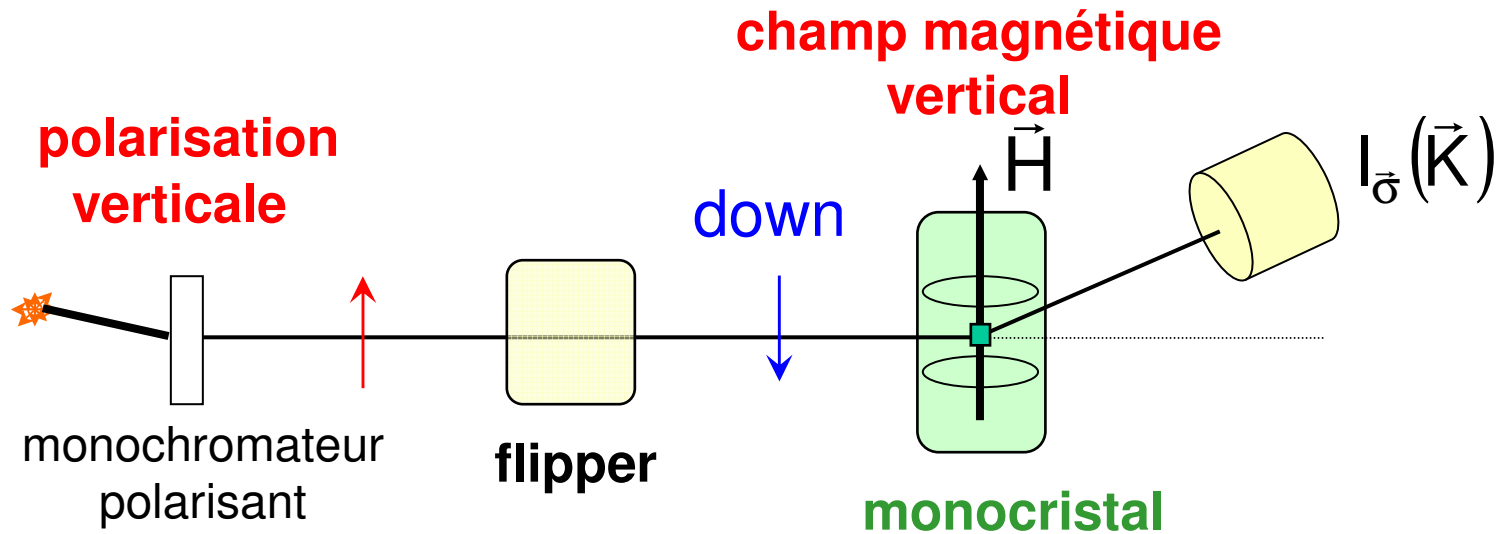 champ magnétique
vertical
polarisation
verticale
H⃗
I_σ⃗(K⃗)
down
monochromateur
polarisant
flipper
monocristal